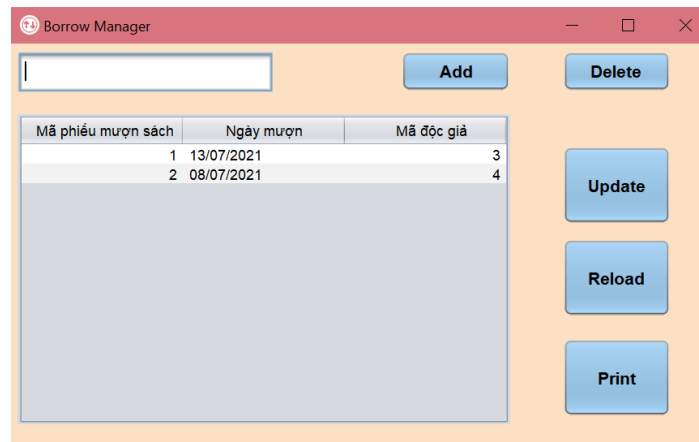 Borrow Manager
Add Delete
Mã phiếu mượn sách Ngày mượn Mã độc giả
1 13/07/2021 3
2 08/07/2021 4
Update
Reload
Print